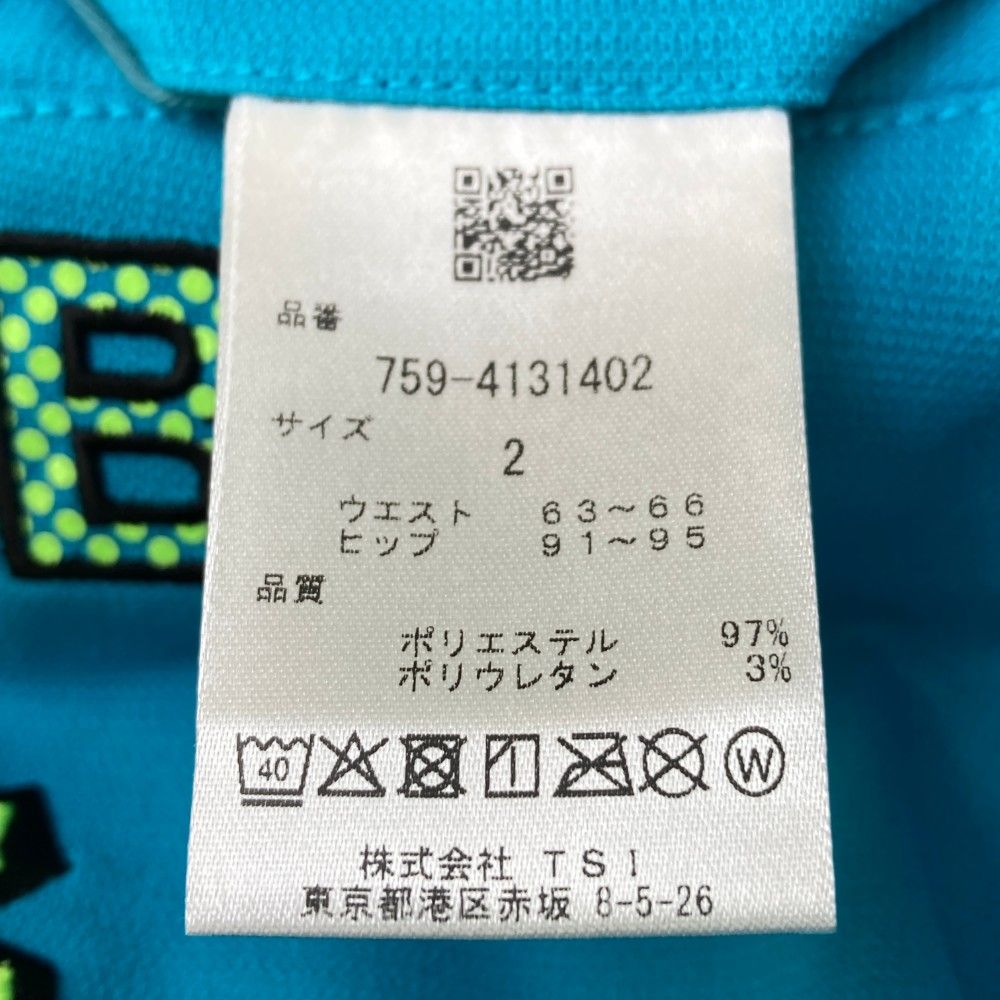 品番
759-4131402
サイズ
2
ウエスト 63~66
ヒップ 91~95
品質
ポリエステル 97%
ポリウレタン 3%
40 W
株式会社 TSI
東京都港区赤坂 8-5-26
B